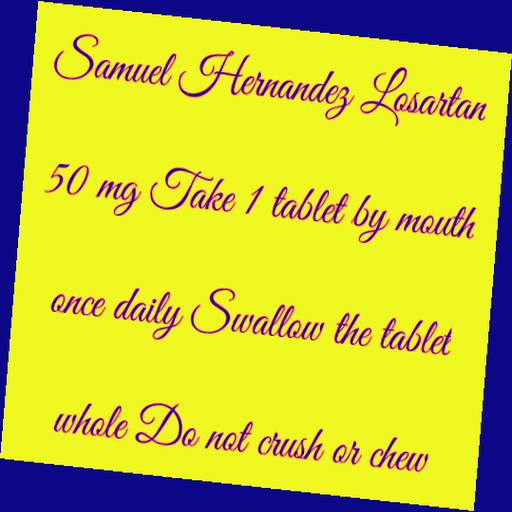 Samuel Hernandez Losartan
50 mg Take 1 tablet by mouth
once daily Swallow the tablet
whole Do not crush or chew